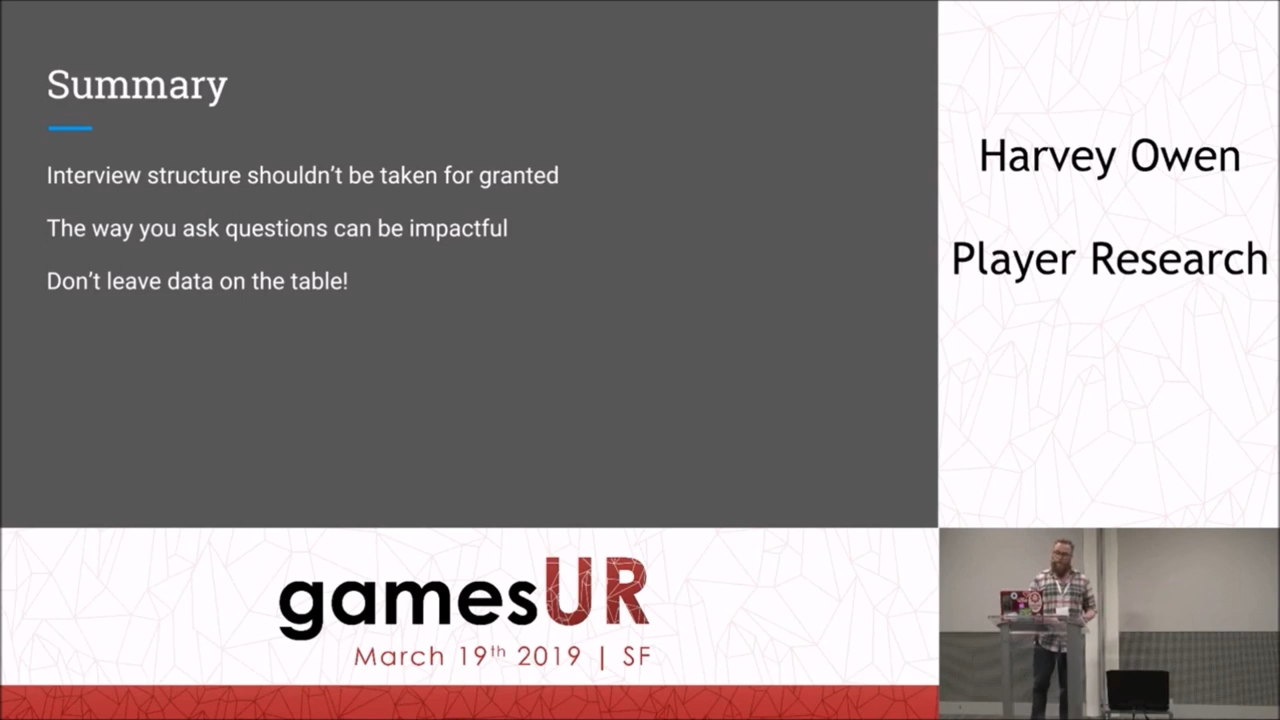 Summary
Interview structure shouldn't be taken for granted
The way you ask questions can be impactful
Don't leave data on the table!
Harvey Owen
Player Research
gamesUR
March 19th 2019 | SF